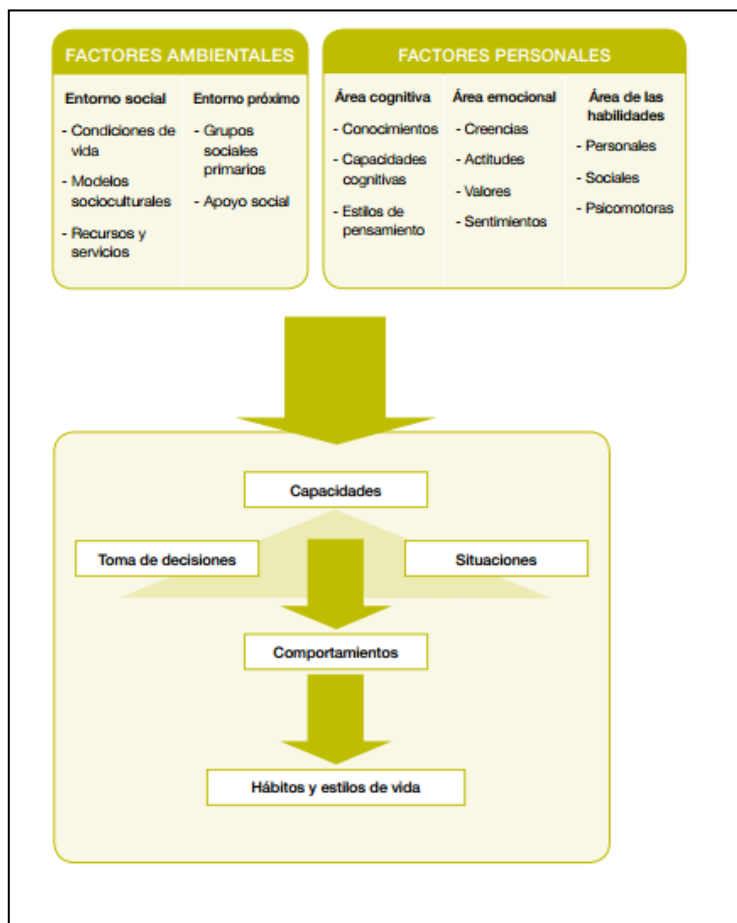 FACTORES AMBIENTALES
Entorno social
- Condiciones de
vida
- Modelos
socioculturales
- Recursos y
servicios
Entorno próximo
- Grupos
sociales
primarios
- Apoyo social
FACTORES PERSONALES
Área cognitiva
- Conocimientos
- Capacidades
cognitivas
- Estilos de
pensamiento
Área emocional
- Creencias
- Actitudes
- Valores
- Sentimientos
Área de las
habilidades
- Personales
- Sociales
- Psicomotoras
Capacidades
Toma de decisiones
Situaciones
Comportamientos
Hábitos y estilos de vida